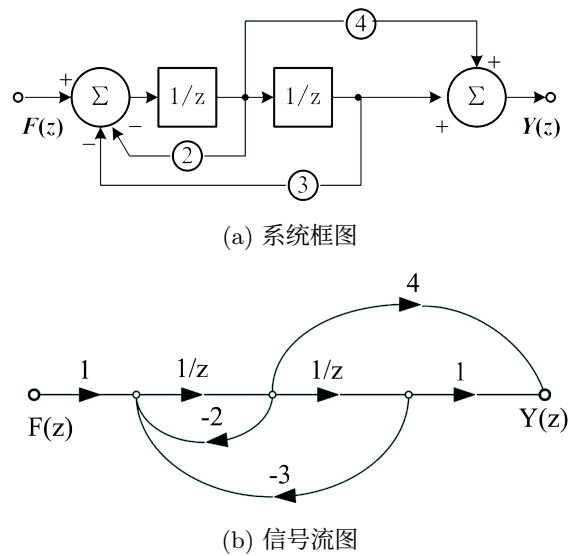 4
+ Σ 1/z 1/z + Σ
F(z) − + Y(z)
− 2
3
(a) 系统框图
4
1 1/z 1/z 1
F(z) -2 Y(z)
-3
(b) 信号流图